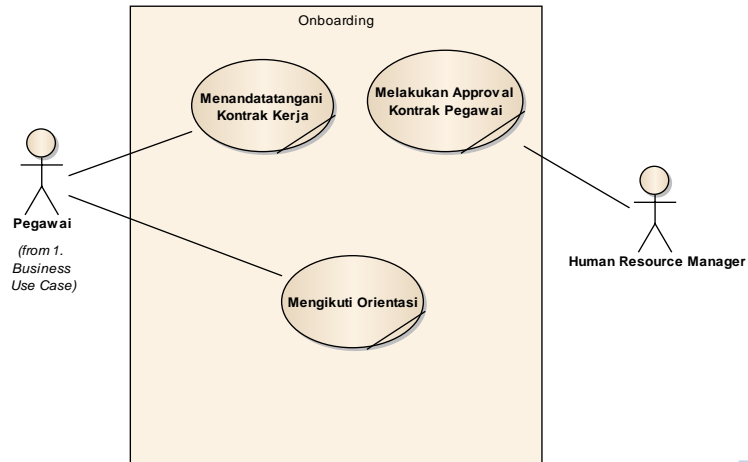 Onboarding
Menandatatangani
Kontrak Kerja
Melakukan Approval
Kontrak Pegawai
Pegawai
(from 1.
Business
Use Case)
Human Resource Manager
Mengikuti Orientasi